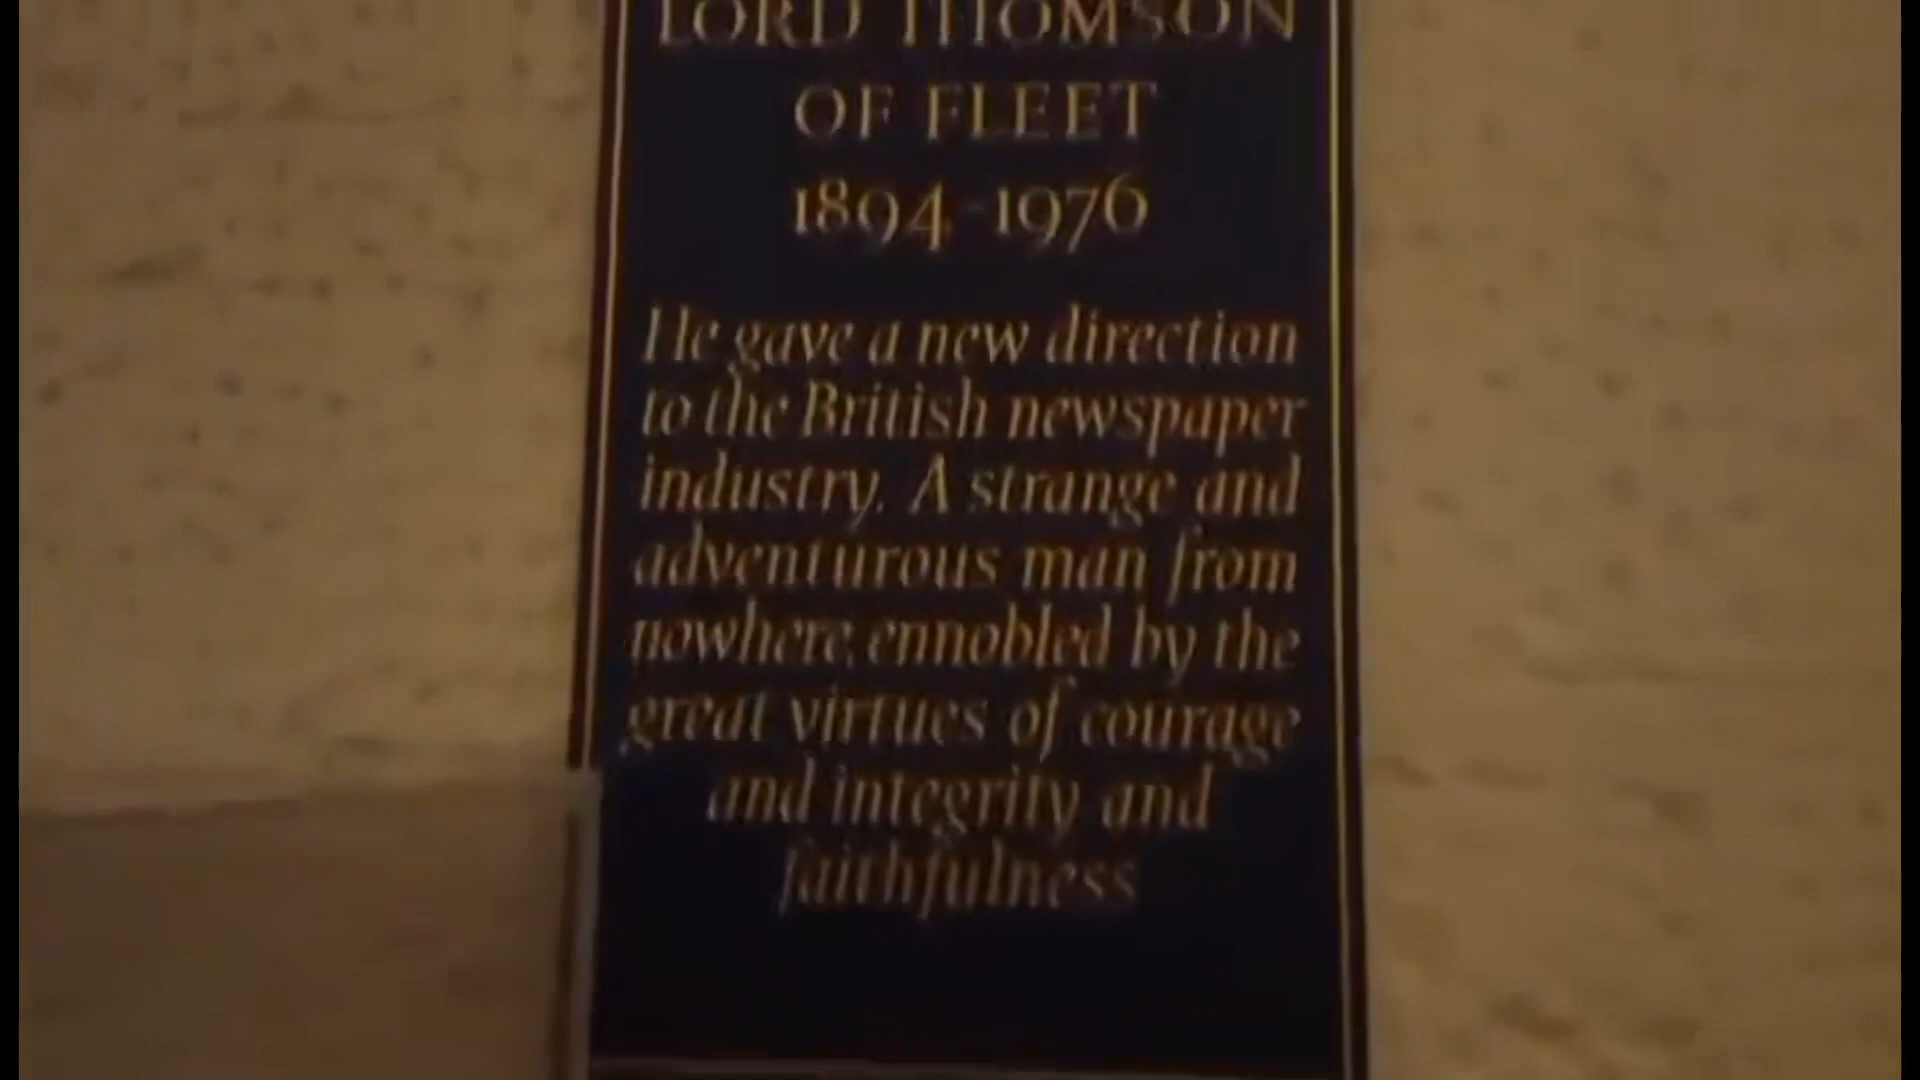 LORD THOMSON
OF FLEET
1894-1976
He gave a new direction
to the British newspaper
industry. A strange and
adventurous man from
nowhere, ennobled by the
great virtues of courage
and integrity and
faithfulness